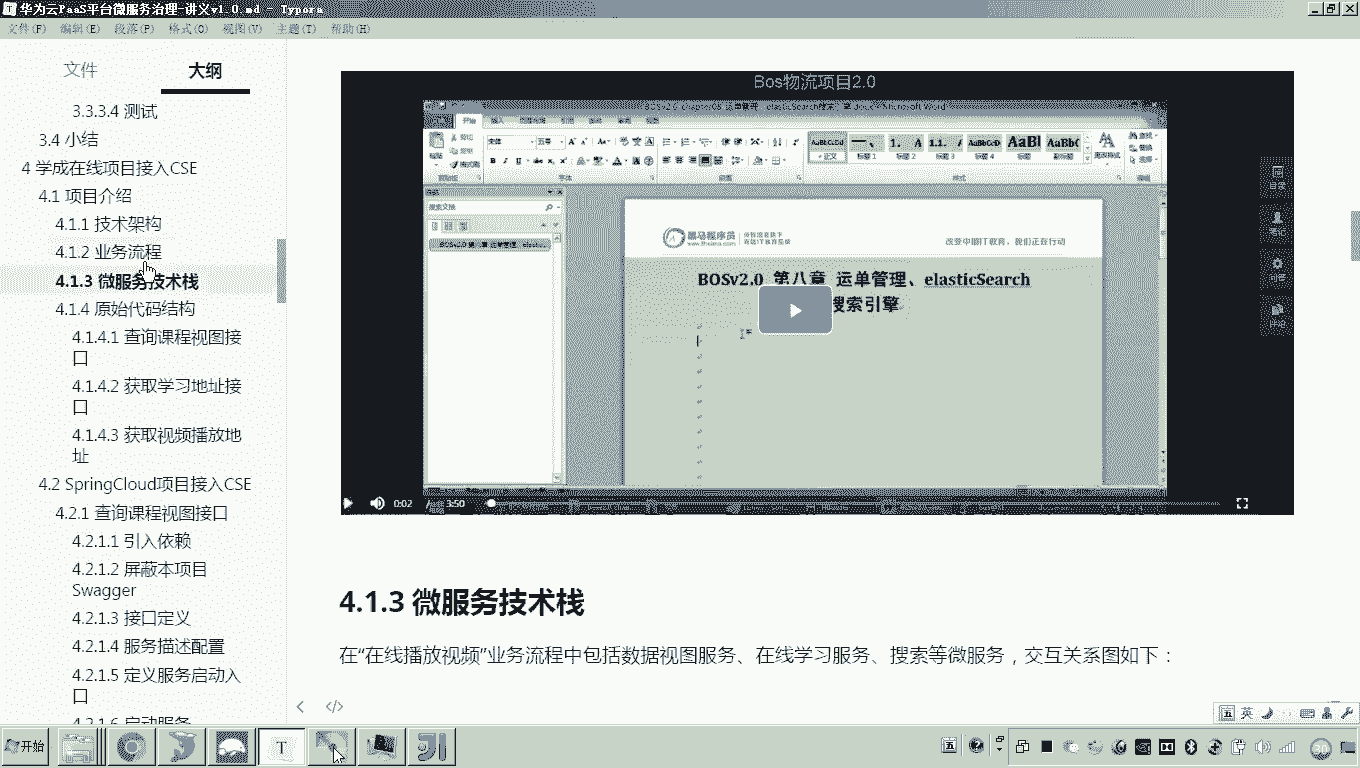 华为云PaaS平台微服务治理-讲义v1.0.md - Typora
文件(F) 编辑(E) 段落(P) 格式(O) 视图(V) 主题(T) 帮助(H)
文件 大纲
3.3.3.4 测试
3.4 小结
4 学成在线项目接入CSE
4.1 项目介绍
4.1.1 技术架构
4.1.2 业务流程
4.1.3 微服务技术栈
4.1.4 原始代码结构
4.1.4.1 查询课程视图接
口
4.1.4.2 获取学习地址接
口
4.1.4.3 获取视频播放地
址
4.2 SpringCloud项目接入CSE
4.2.1 查询课程视图接口
4.2.1.1 引入依赖
4.2.1.2 屏蔽本项目
Swagger
4.2.1.3 接口定义
4.2.1.4 服务描述配置
4.2.1.5 定义服务启动入
口
4.2.1.6 启动服务
Bos物流项目2.0
黑马程序员
www.itheima.com
改变中国IT教育，我们正在行动
BOSv2.0 第八章 运单管理、elasticSearch
搜索引擎
0:02 / 3:50
4.1.3 微服务技术栈
在“在线播放视频”业务流程中包括数据视图服务、在线学习服务、搜索等微服务，交互关系图如下：
五 英
开始
30